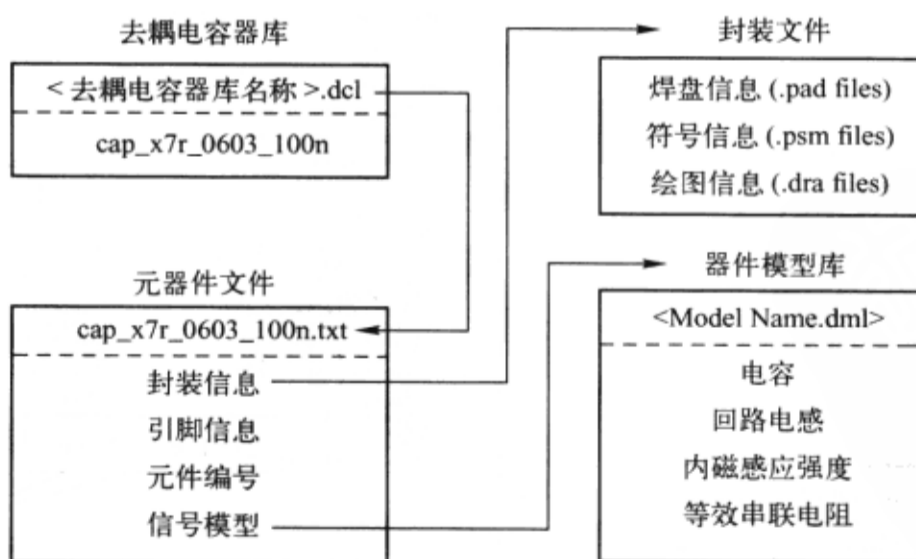 去耦电容器库
<去耦电容器库名称>.dcl
cap_x7r_0603_100n
元器件文件
cap_x7r_0603_100n.txt
封装信息
引脚信息
元件编号
信号模型
封装文件
焊盘信息 (.pad files)
符号信息 (.psm files)
绘图信息 (.dra files)
器件模型库
<Model Name.dml>
电容
回路电感
内磁感应强度
等效串联电阻